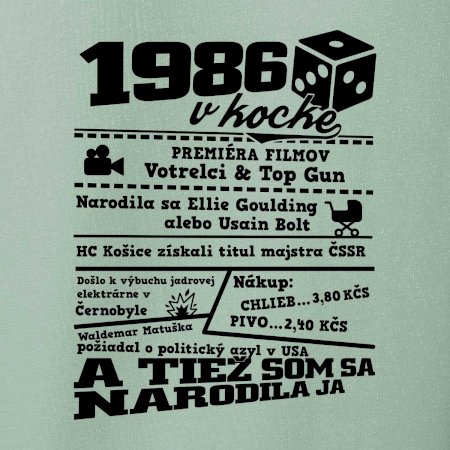 1986
v kocke
PREMIÉRA FILMOV
Votrelci & Top Gun
Narodila sa Ellie Goulding
alebo Usain Bolt
HC Košice získali titul majstra ČSSR
Došlo k výbuchu jadrovej
elektrárne v
Černobyle
Nákup:
CHLIEB...3,80 KČS
PIVO...2,40 KČS
Waldemar Matuška
požiadal o politický azyl v USA
A TIEŽ SOM SA
NARODILA JA